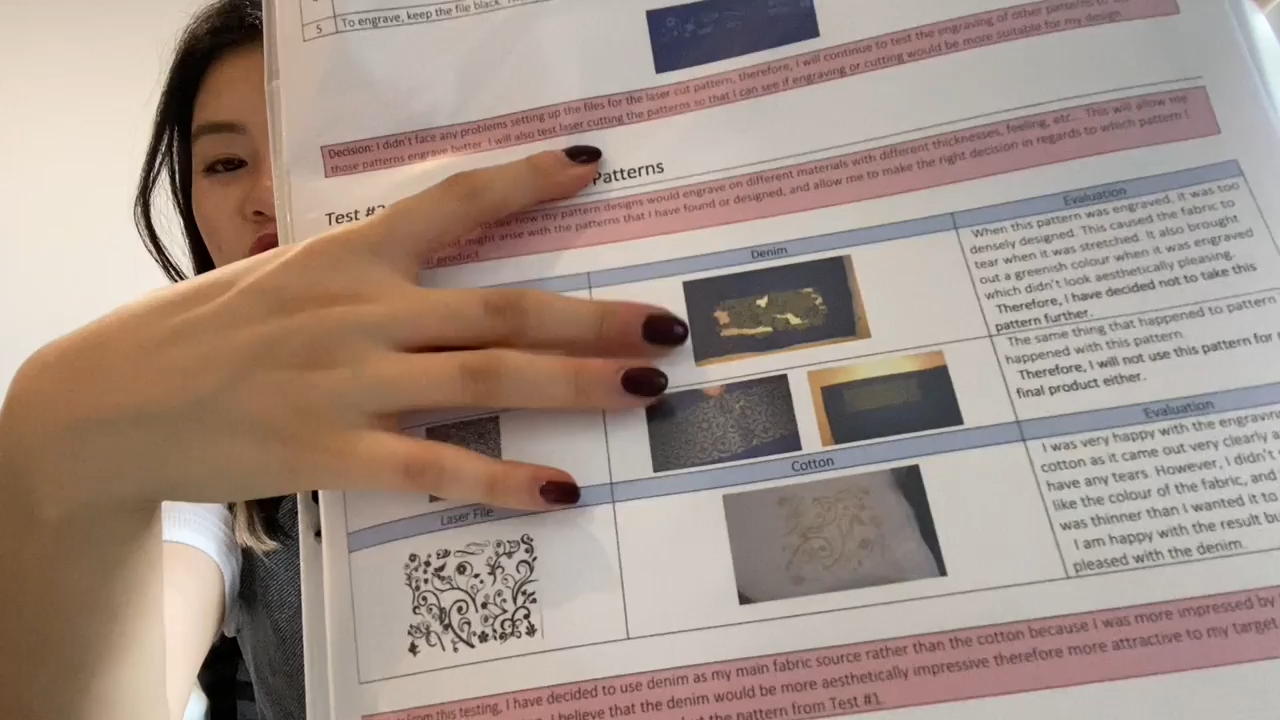 5 To engrave, keep the file black.
Decision: I didn't face any problems setting up the files for the laser cut pattern, therefore, I will continue to test the engraving of other patterns to
those patterns engrave better. I will also test laser cutting the patterns so that I can see if engraving or cutting would be more suitable for my design.
Test #2
Patterns
to see how my pattern designs would engrave on different materials with different thicknesses, feeling, etc... This will allow me
might arise with the patterns that I have found or designed, and allow me to make the right decision in regards to which pattern I
product
Denim
Evaluation
When this pattern was engraved, it was too
densely designed. This caused the fabric to
tear when it was stretched. It also brought
out a greenish colour when it was engraved
which didn't look aesthetically pleasing.
Therefore, I have decided not to take this
pattern further.
The same thing that happened to pattern
happened with this pattern.
Therefore, I will not use this pattern for
final product either.
Laser File
Cotton
Evaluation
I was very happy with the
cotton as it came out very clearly
have any tears. However, I didn't
like the colour of the fabric, and
was thinner than I wanted it to
I am happy with the result
pleased with the denim.
from this testing, I have decided to use denim as my main fabric source rather than the cotton because I was more impressed by
I believe that the denim would be more aesthetically impressive therefore more attractive to my target
the pattern from Test #1.